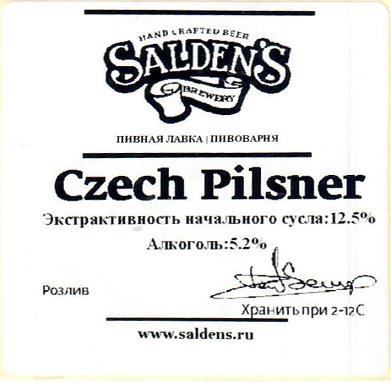 HAND CRAFTED BEER
SALDEN'S
BREWERY
ПИВНАЯ ЛАВКА | ПИВОВАРНЯ
Czech Pilsner
Экстрактивность начального сусла:12.5%
Алкоголь:5.2%
Розлив
Хранить при 2-12С
www.saldens.ru